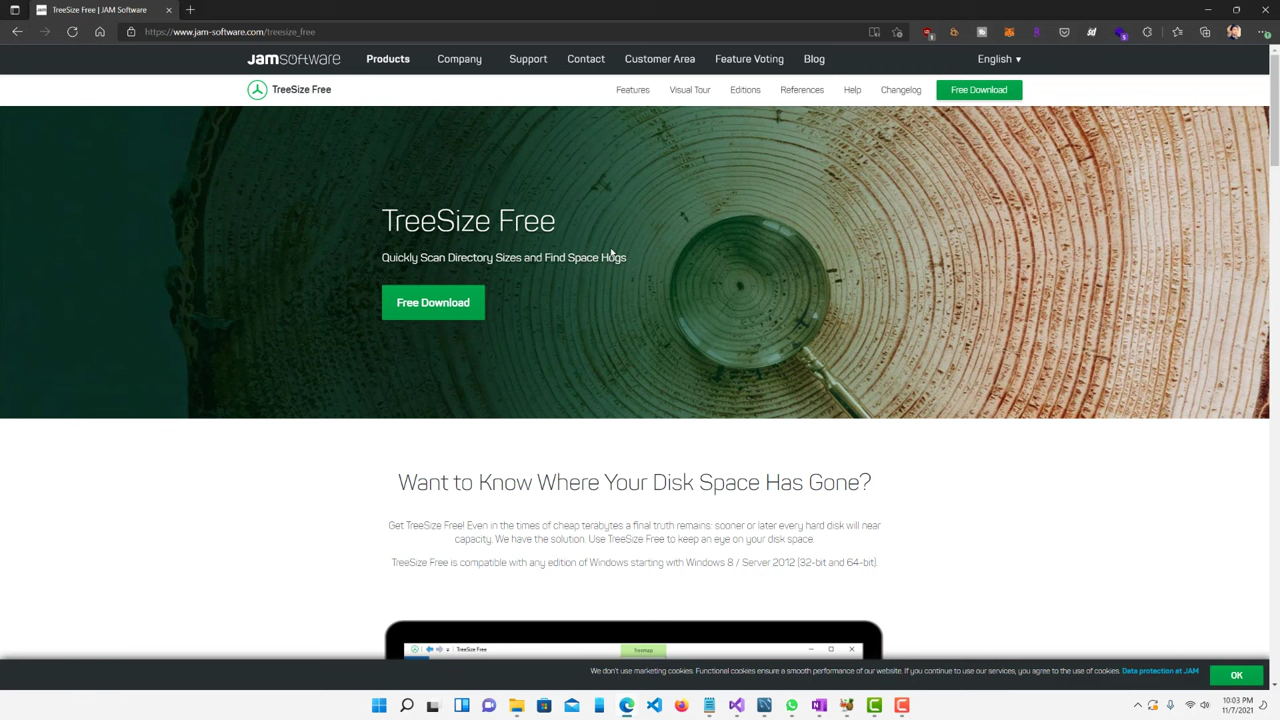 TreeSize Free | JAM Software
https://www.jam-software.com/treesize_free
JAMSOFTWARE Products Company Support Contact Customer Area Feature Voting Blog English
TreeSize Free Features Visual Tour Editions References Help Changelog Free Download
TreeSize Free
Quickly Scan Directory Sizes and Find Space Hogs
Free Download
Want to Know Where Your Disk Space Has Gone?
Get TreeSize Free! Even in the times of cheap terabytes a final truth remains: sooner or later every hard disk will near
capacity. We have the solution. Use TreeSize Free to keep an eye on your disk space.
TreeSize Free is compatible with any edition of Windows starting with Windows 8 / Server 2012 (32-bit and 64-bit).
TreeSize Free Treemap
We don't use marketing cookies. Functional cookies ensure a smooth performance of our website. If you continue to use our services, you agree to the use of cookies. Data protection at JAM OK
10:03 PM
11/7/2021